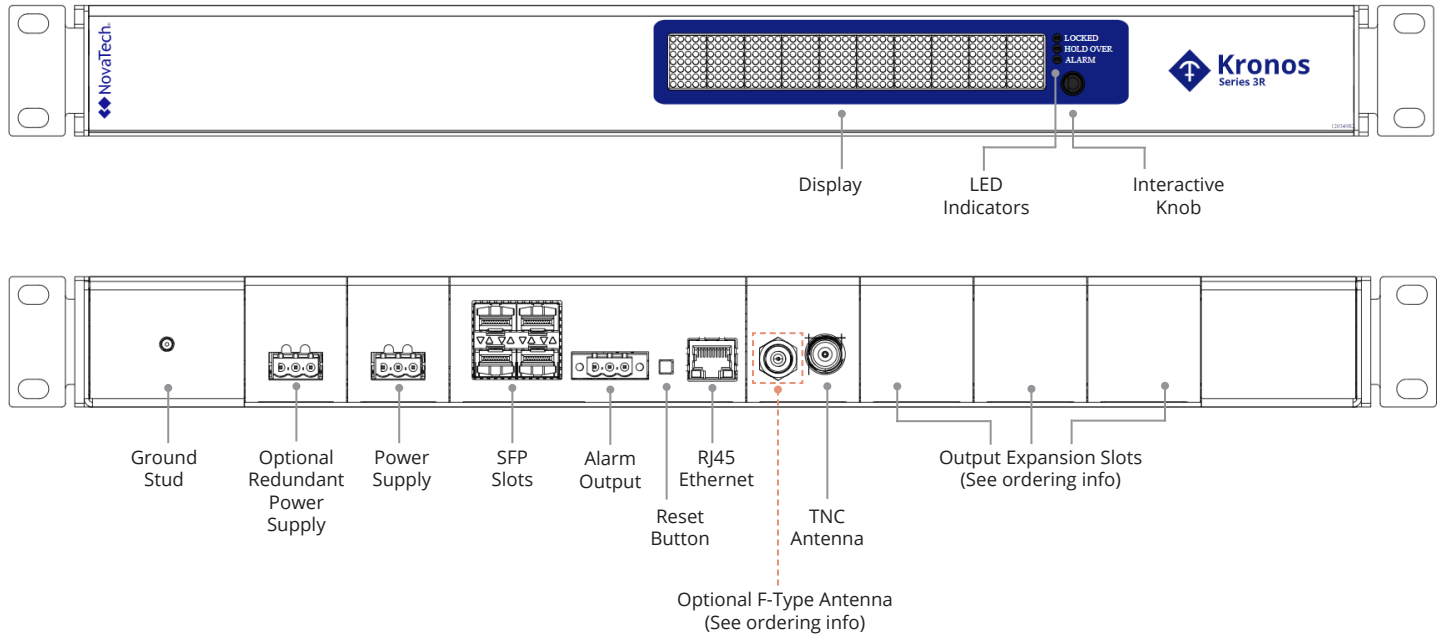 NovaTech
LOCKED
HOLD OVER
ALARM
Kronos
Series 3R
Display
LED
Indicators
Interactive
Knob
Ground
Stud
Optional
Redundant
Power
Supply
Power
Supply
SFP
Slots
Alarm
Output
Reset
Button
RJ45
Ethernet
TNC
Antenna
Output Expansion Slots
(See ordering info)
Optional F-Type Antenna
(See ordering info)